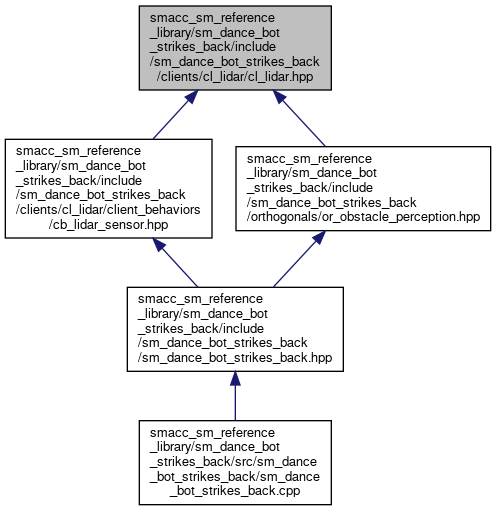 smacc_sm_reference
_library/sm_dance_bot
_strikes_back/include
/sm_dance_bot_strikes_back
/clients/cl_lidar/cl_lidar.hpp
smacc_sm_reference
_library/sm_dance_bot
_strikes_back/include
/sm_dance_bot_strikes_back
/clients/cl_lidar/client_behaviors
/cb_lidar_sensor.hpp
smacc_sm_reference
_library/sm_dance_bot
_strikes_back/include
/sm_dance_bot_strikes_back
/orthogonals/or_obstacle_perception.hpp
smacc_sm_reference
_library/sm_dance_bot
_strikes_back/include
/sm_dance_bot_strikes_back
/sm_dance_bot_strikes_back.hpp
smacc_sm_reference
_library/sm_dance_bot
_strikes_back/src/sm_dance
_bot_strikes_back/sm_dance
_bot_strikes_back.cpp